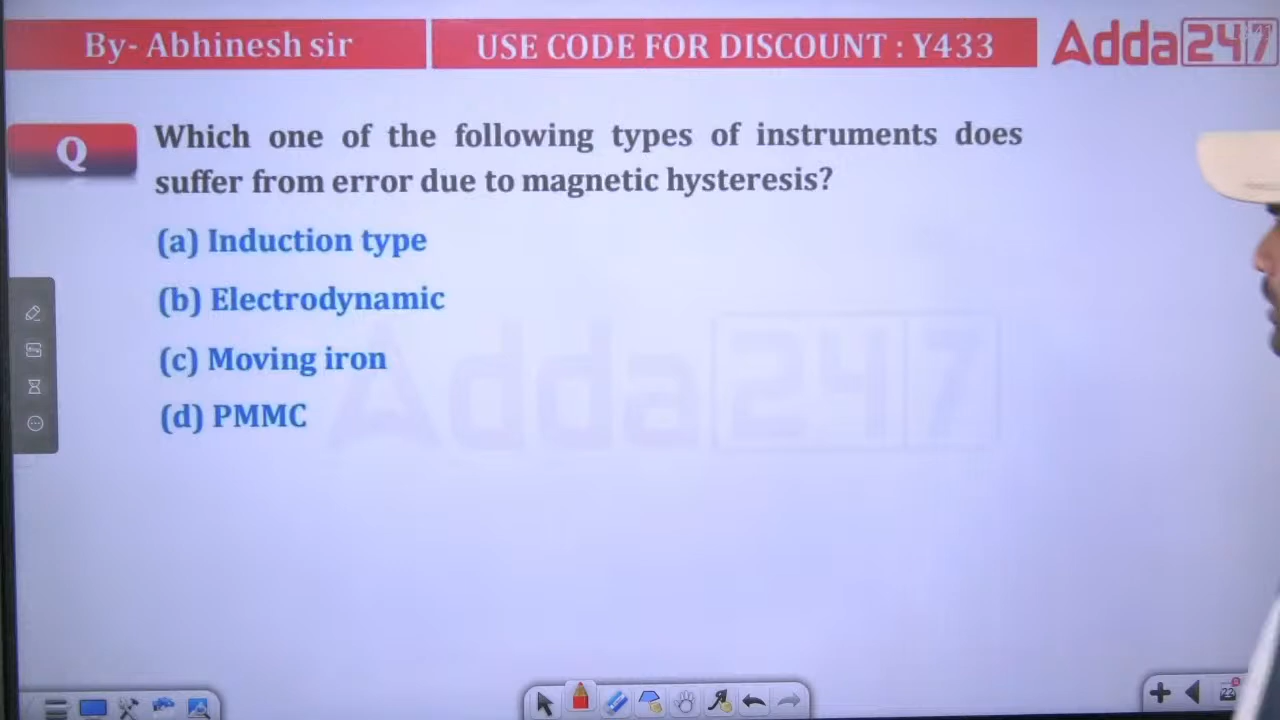 By- Abhinesh sir
USE CODE FOR DISCOUNT : Y433
Adda247
Q
Which one of the following types of instruments does
suffer from error due to magnetic hysteresis?
(a) Induction type
(b) Electrodynamic
(c) Moving iron
(d) PMMC
Adda247